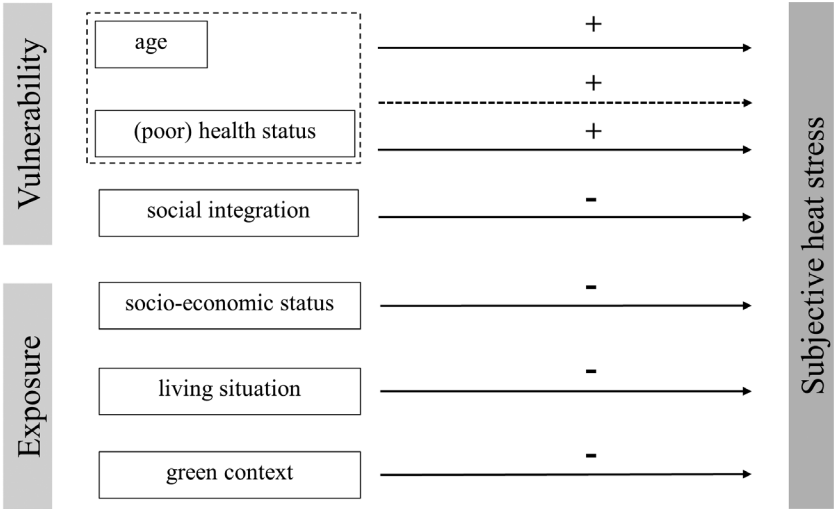 Vulnerability
age
+
+
(poor) health status
+
social integration
-
Exposure
socio-economic status
-
living situation
-
green context
-
Subjective heat stress